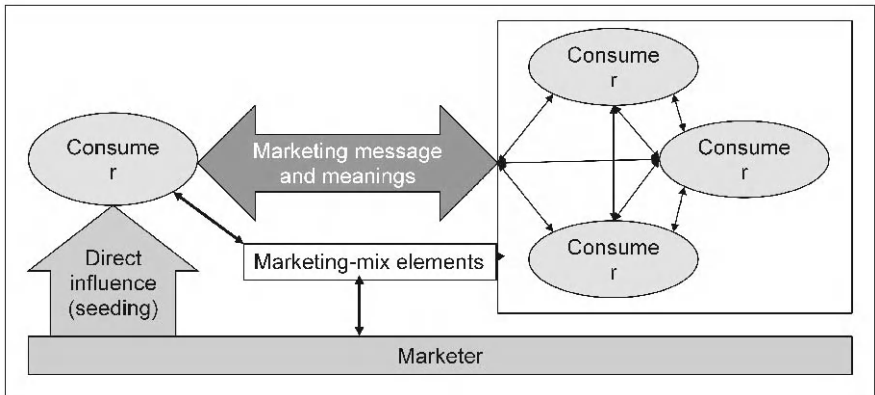 Consume
r
Consume
r
Marketing message
and meanings
Consume
r
Consume
r
Direct
influence
(seeding)
Marketing-mix elements
Marketer